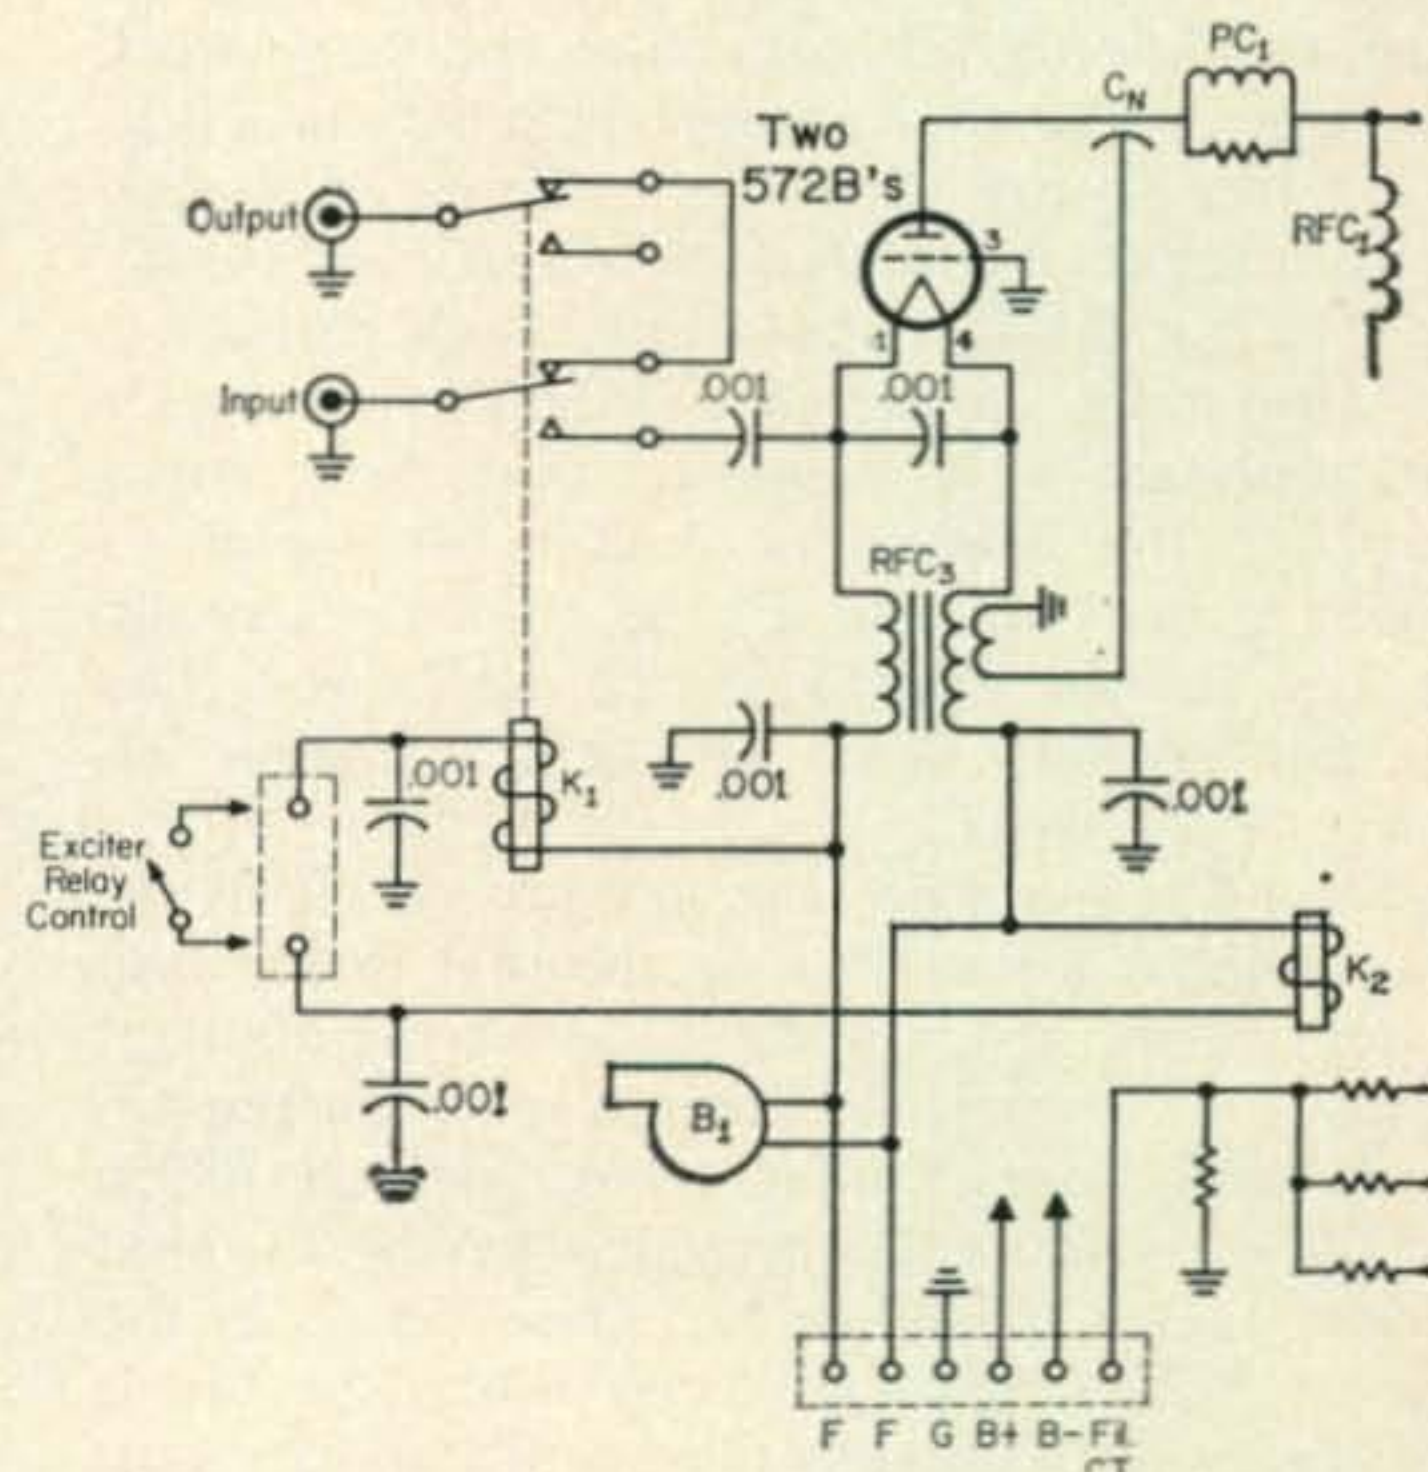 PC1
CN
Two
572B's
Output
3
RFC1
1
4
Input
.001
.001
RFC3
.001
K1
.001
.001
Exciter
Relay
Control
K2
.001
B1
F F G B+ B- Fil
CT